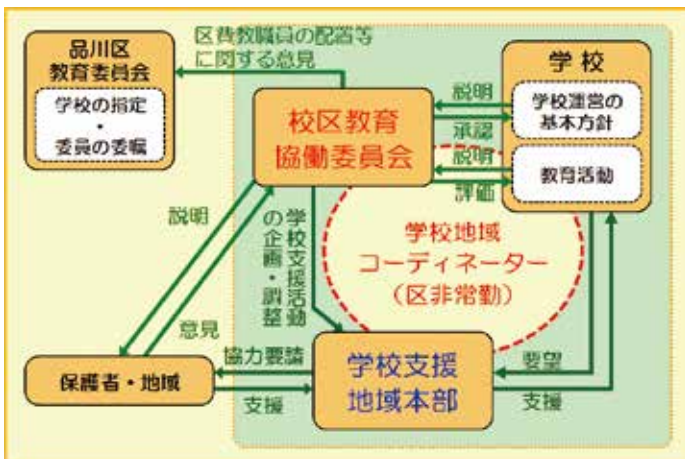 品川区
教育委員会
学校の指定
・
委員の委嘱
区費教職員の配置等
に関する意見
校区教育
協働委員会
学校
学校運営の
基本方針
教育活動
説明
承認
説明
評価
学校地域
コーディネーター
（区非常勤）
学校支援活動
の企画・調整
説明
意見
保護者・地域
協力要請
支援
学校支援
地域本部
要望
支援